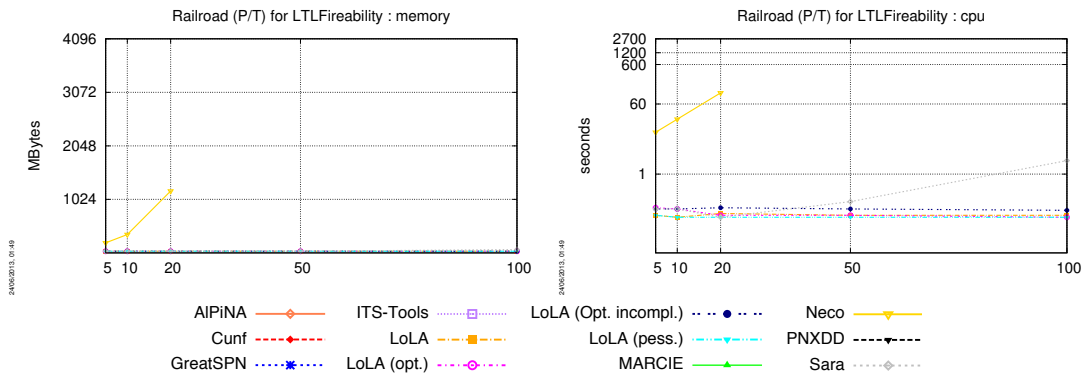 Railroad (P/T) for LTLFireability : memory
4096
3072
2048
1024
MBytes
5 10 20 50 100
24/06/2013, 01:49
Railroad (P/T) for LTLFireability : cpu
2700
1200
600
60
1
seconds
5 10 20 50 100
24/06/2013, 01:49
AlPiNA ITS-Tools LoLA (Opt. incompl.) Neco
Cunf LoLA LoLA (pess.) PNXDD
GreatSPN LoLA (opt.) MARCIE Sara